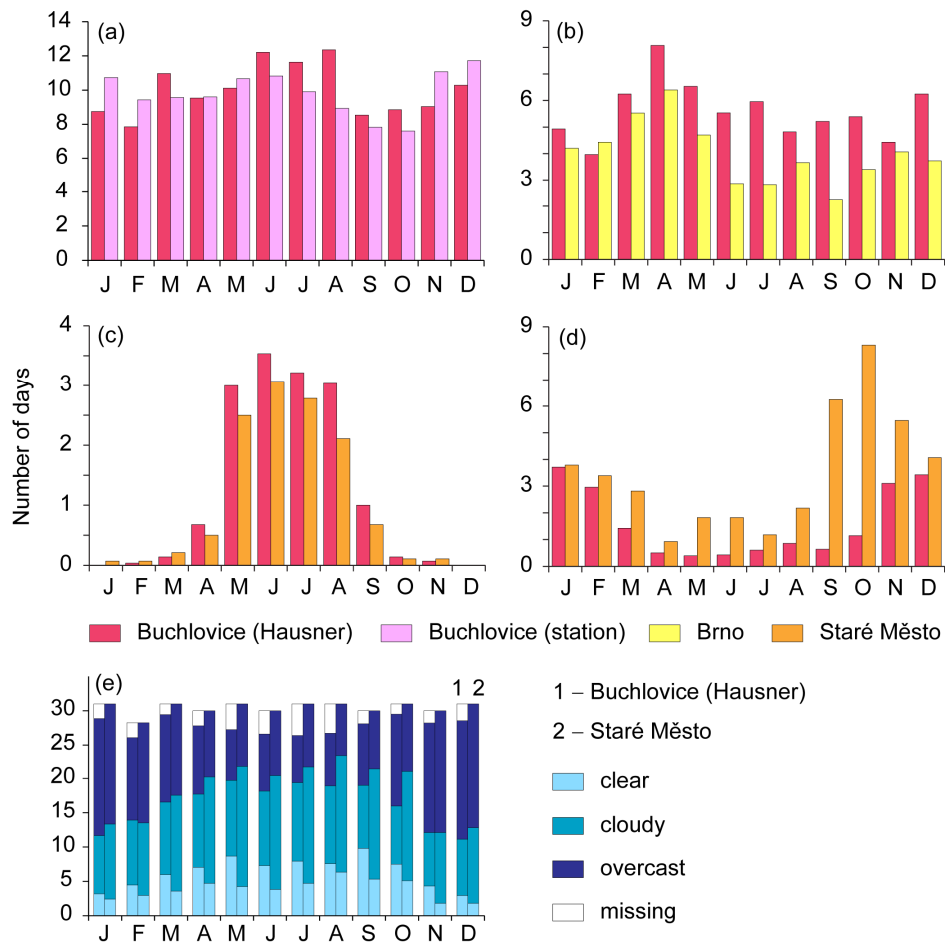 (a)
14
12
10
8
6
4
2
0
J F M A M J J A S O N D
(b)
9
6
3
0
J F M A M J J A S O N D
Number of days
(c)
4
3
2
1
0
J F M A M J J A S O N D
(d)
9
6
3
0
J F M A M J J A S O N D
Buchlovice (Hausner) Buchlovice (station) Brno Staré Město
(e)
1 2
30
25
20
15
10
5
0
J F M A M J J A S O N D
1 – Buchlovice (Hausner)
2 – Staré Město
clear
cloudy
overcast
missing